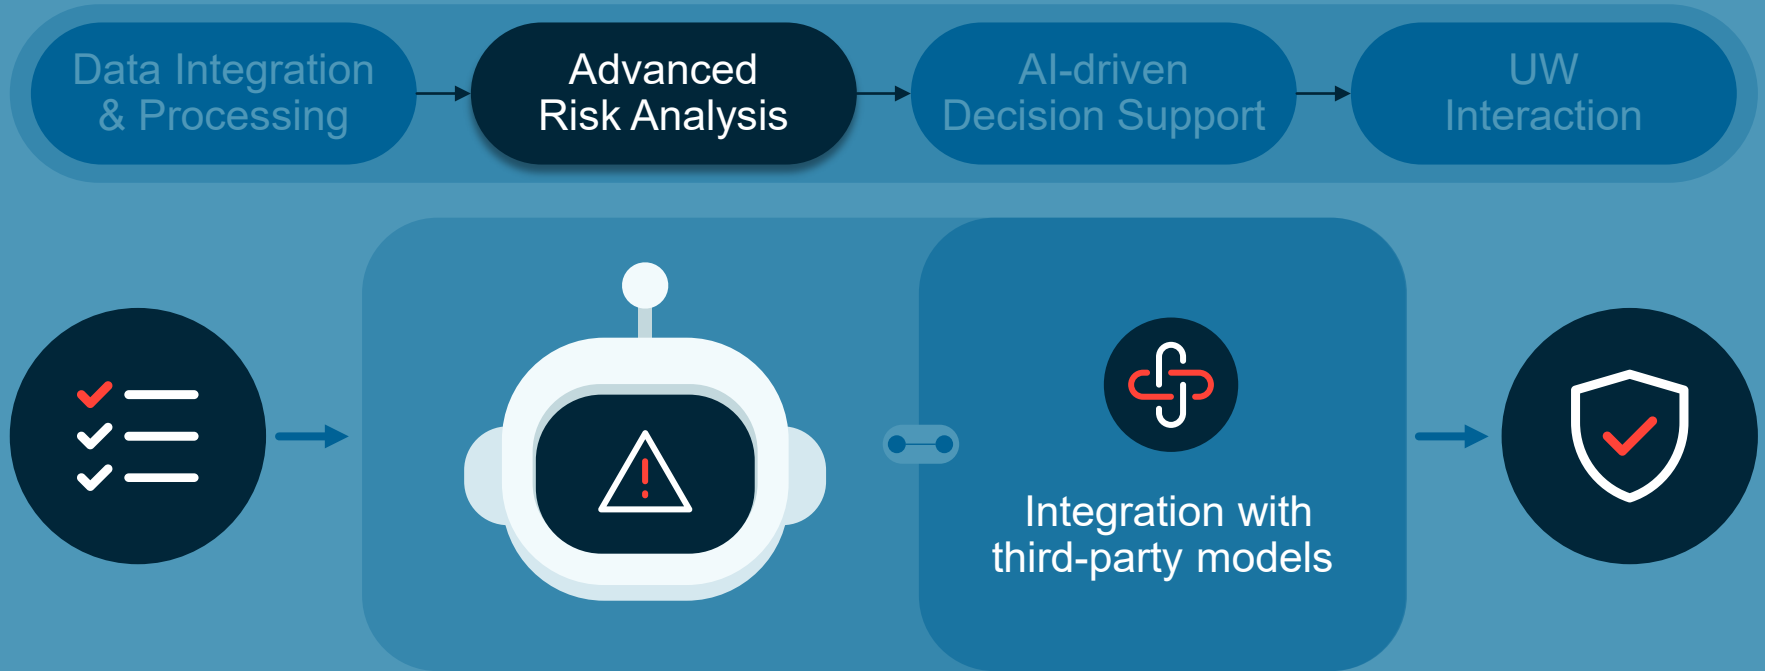 Data Integration
& Processing
Advanced
Risk Analysis
AI-driven
Decision Support
UW
Interaction
Integration with
third-party models